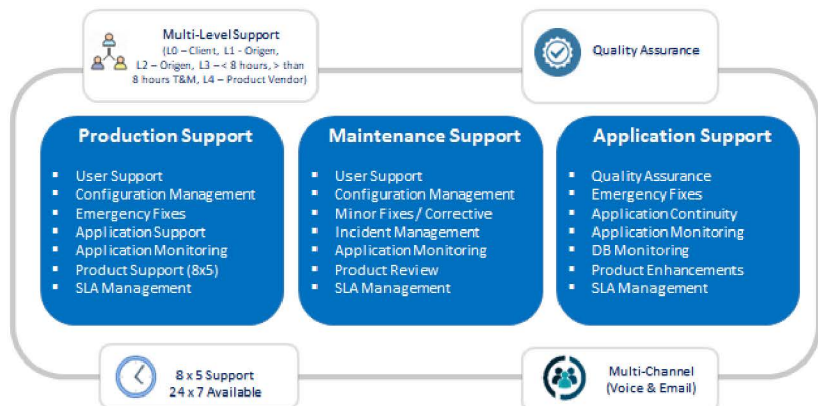 Multi-Level Support
(L0 – Client, L1 - Origen,
L2 – Origen, L3 – < 8 hours, > than
8 hours T&M, L4 – Product Vendor)
Quality Assurance
Production Support
▪ User Support
▪ Configuration Management
▪ Emergency Fixes
▪ Application Support
▪ Application Monitoring
▪ Product Support (8x5)
▪ SLA Management
Maintenance Support
▪ User Support
▪ Configuration Management
▪ Minor Fixes / Corrective
▪ Incident Management
▪ Application Monitoring
▪ Product Review
▪ SLA Management
Application Support
▪ Quality Assurance
▪ Emergency Fixes
▪ Application Continuity
▪ Application Monitoring
▪ DB Monitoring
▪ Product Enhancements
▪ SLA Management
8 x 5 Support
24 x 7 Available
Multi-Channel
(Voice & Email)